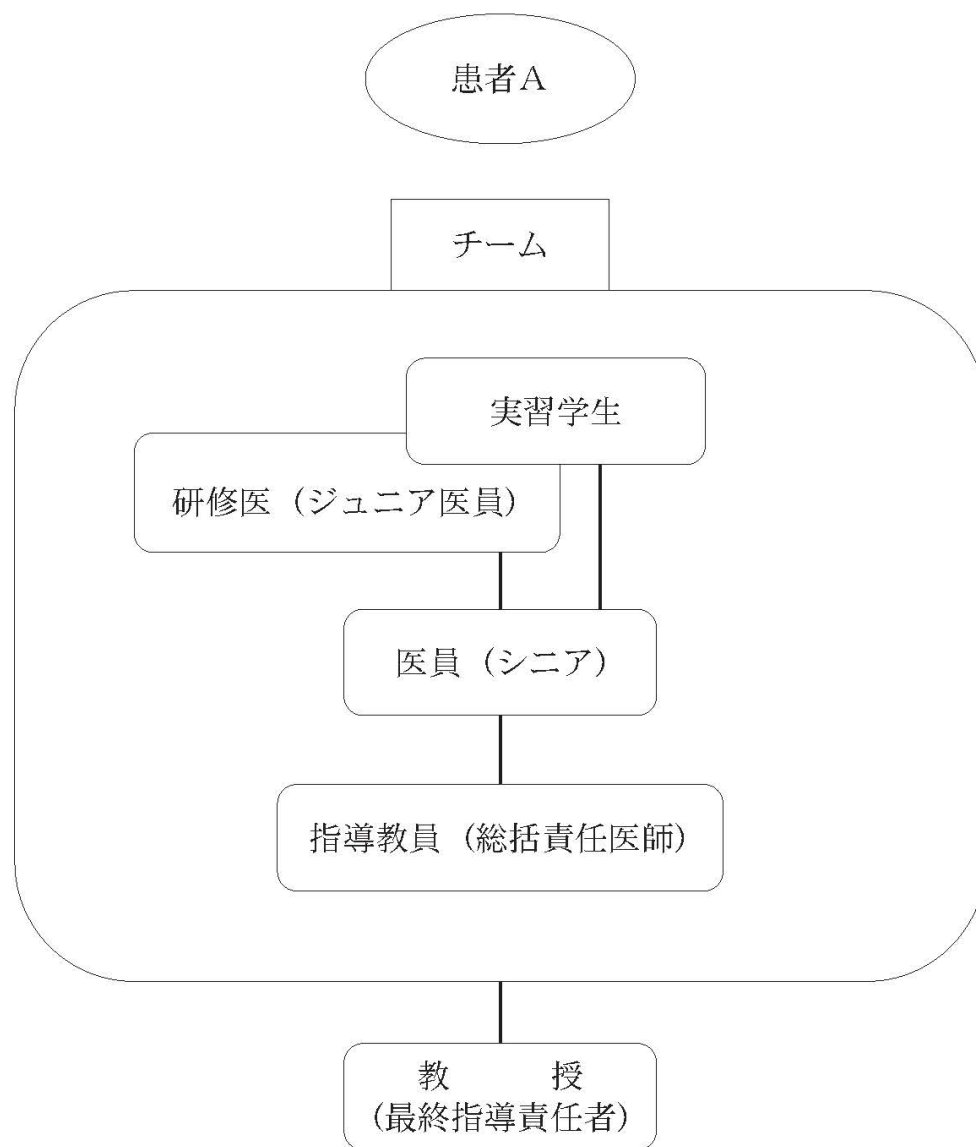 患者A
チーム
実習学生
研修医（ジュニア医員）
医員（シニア）
指導教員（総括責任医師）
教　　授
（最終指導責任者）